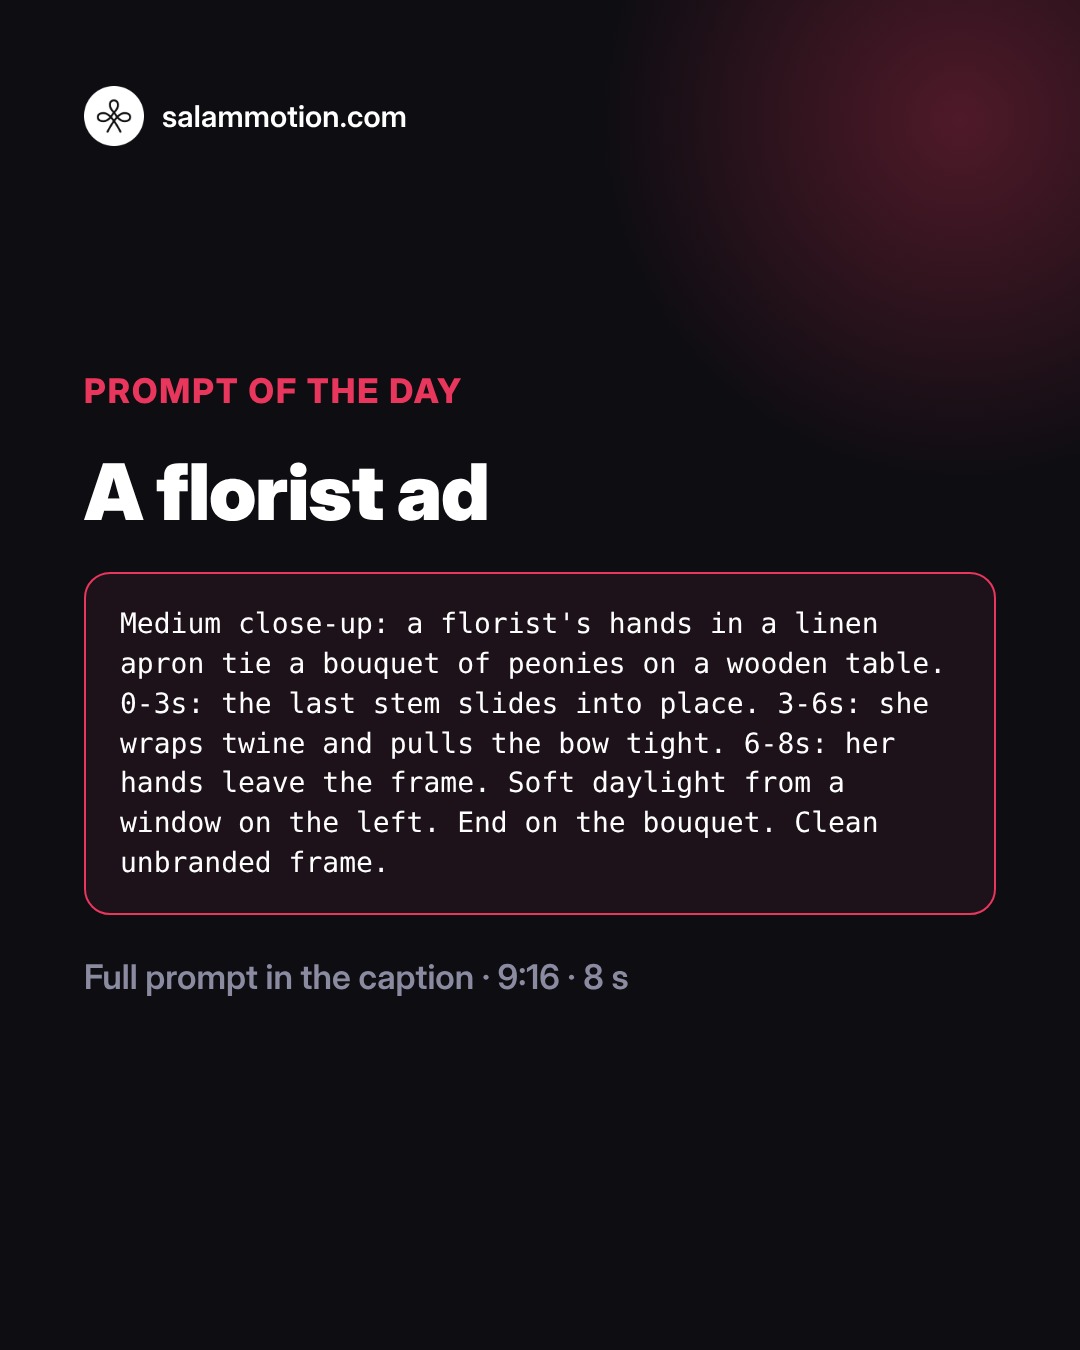 salammotion.com
PROMPT OF THE DAY
A florist ad
Medium close-up: a florist's hands in a linen
apron tie a bouquet of peonies on a wooden table.
0-3s: the last stem slides into place. 3-6s: she
wraps twine and pulls the bow tight. 6-8s: her
hands leave the frame. Soft daylight from a
window on the left. End on the bouquet. Clean
unbranded frame.
Full prompt in the caption · 9:16 · 8 s